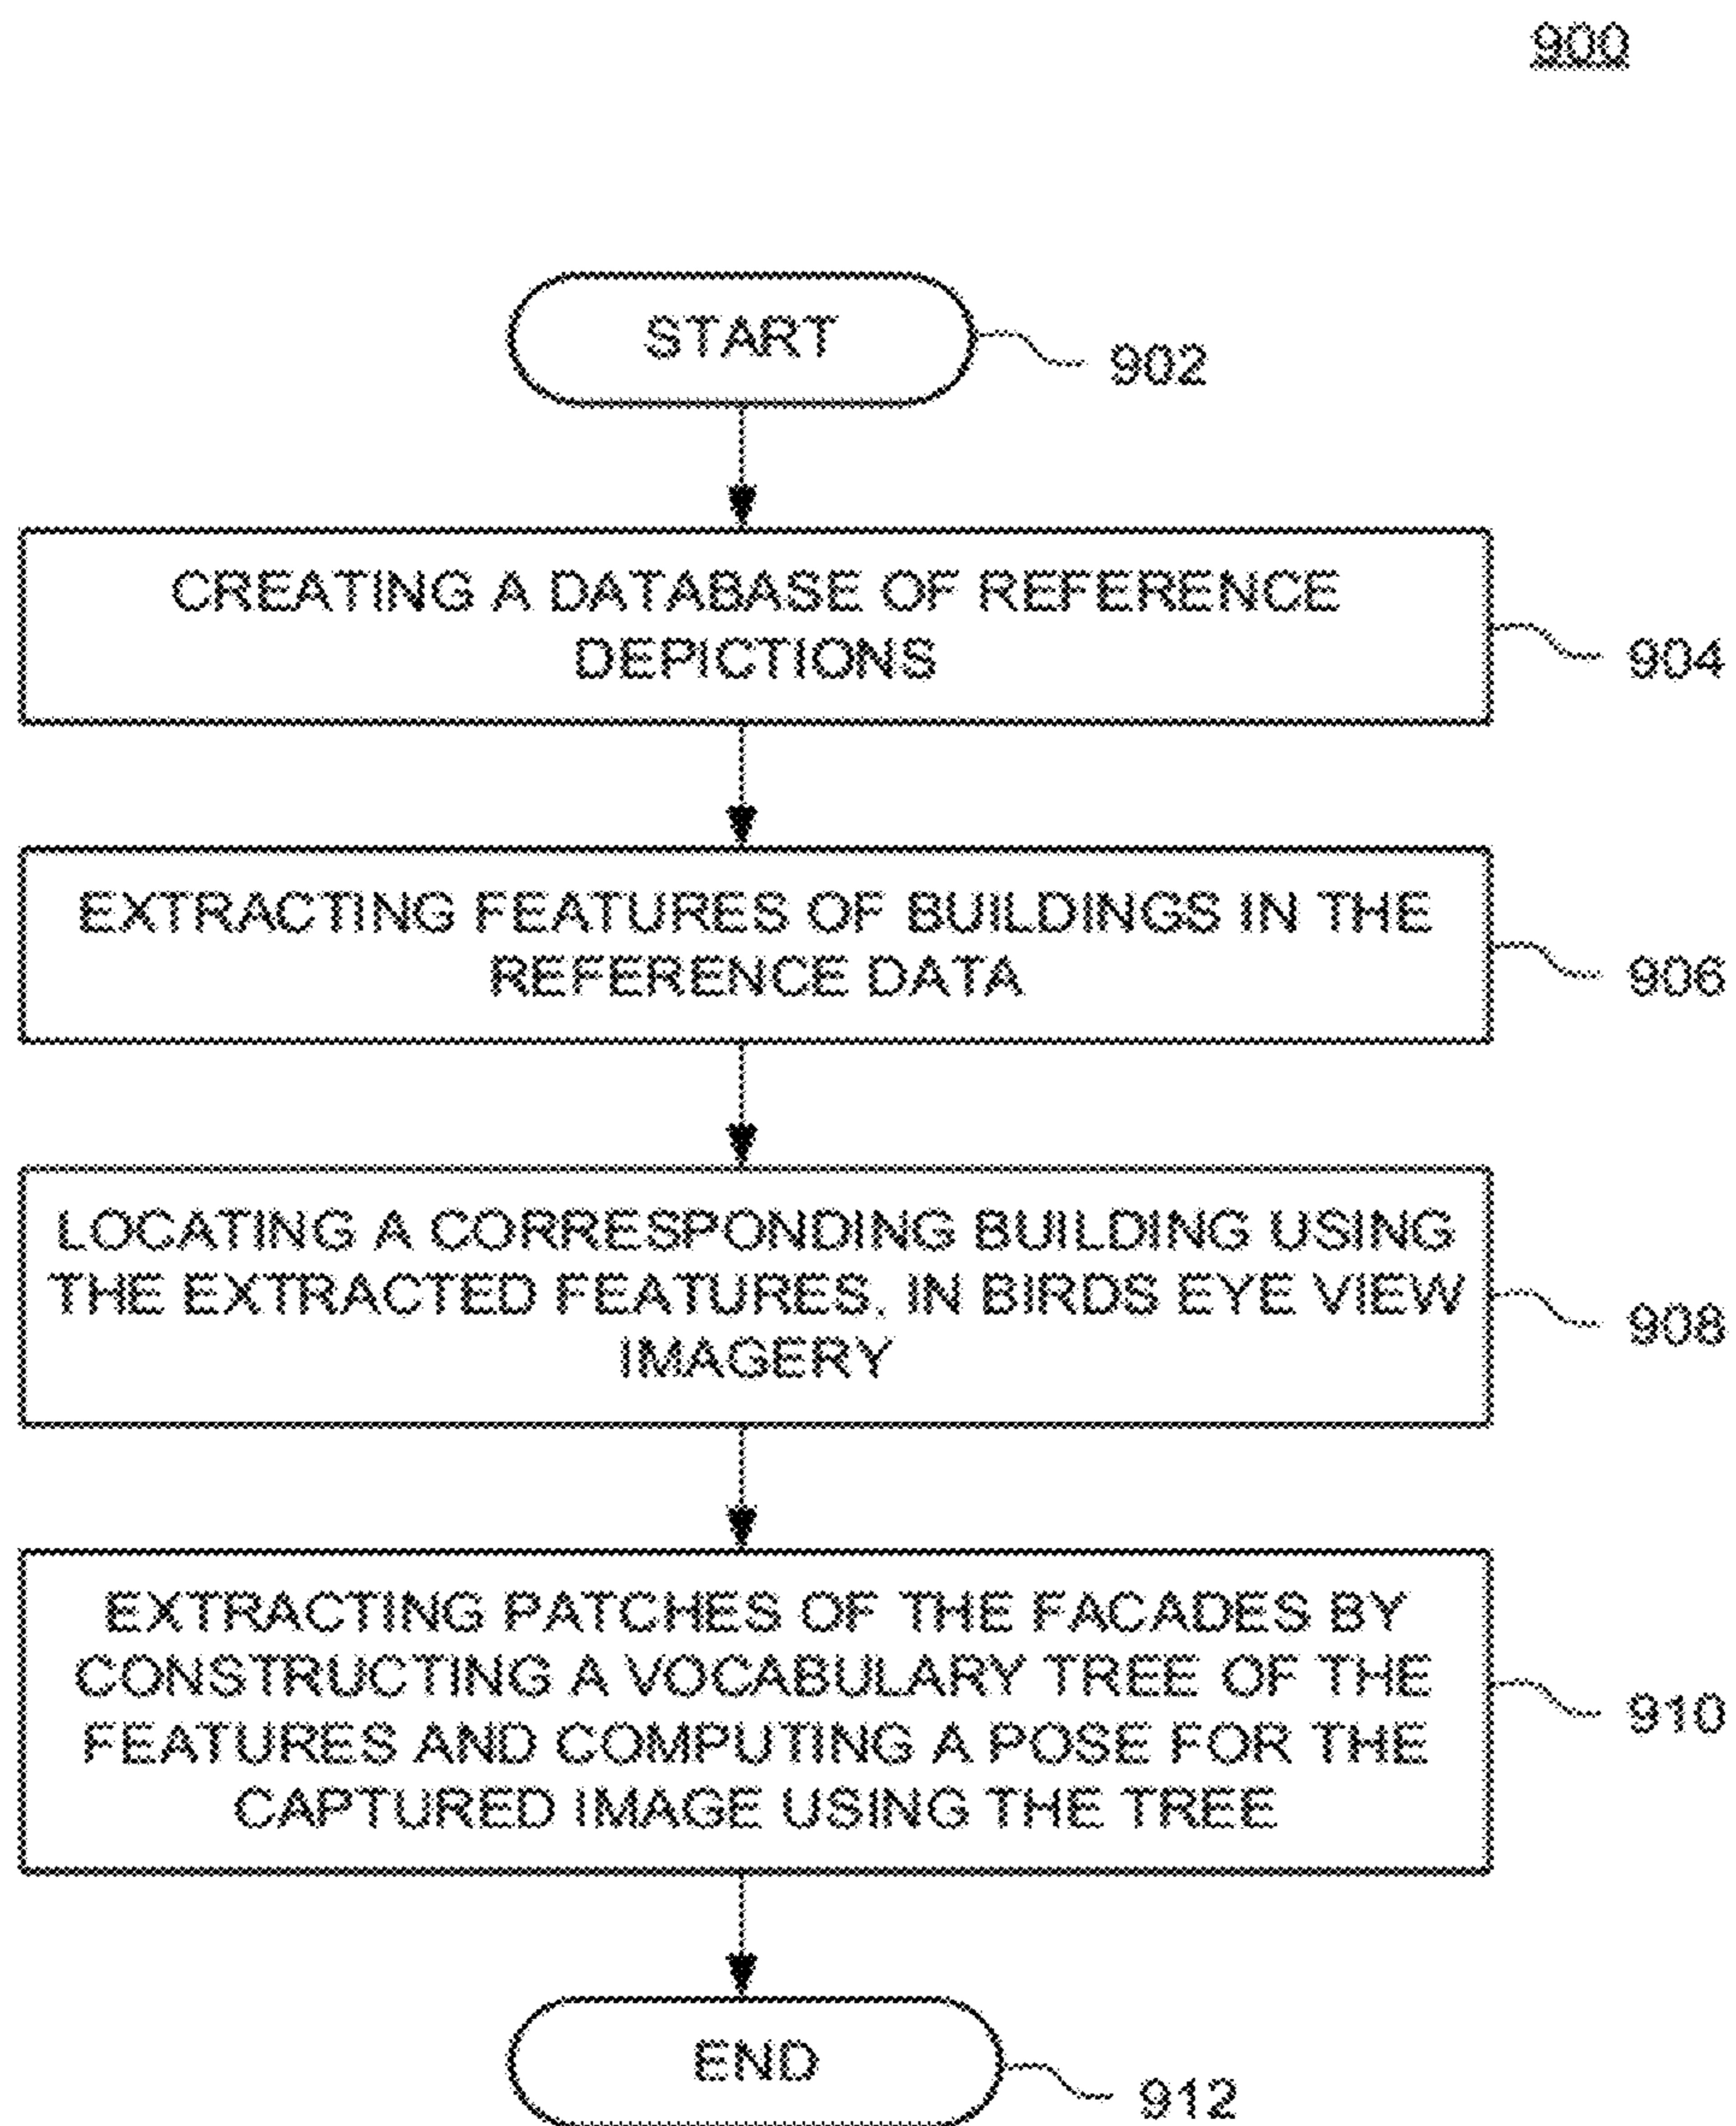 900
START
902
CREATING A DATABASE OF REFERENCE
DEPICTIONS
904
EXTRACTING FEATURES OF BUILDINGS IN THE
REFERENCE DATA
906
LOCATING A CORRESPONDING BUILDING USING
THE EXTRACTED FEATURES, IN BIRDS EYE VIEW
IMAGERY
908
EXTRACTING PATCHES OF THE FACADES BY
CONSTRUCTING A VOCABULARY TREE OF THE
FEATURES AND COMPUTING A POSE FOR THE
CAPTURED IMAGE USING THE TREE
910
END
912